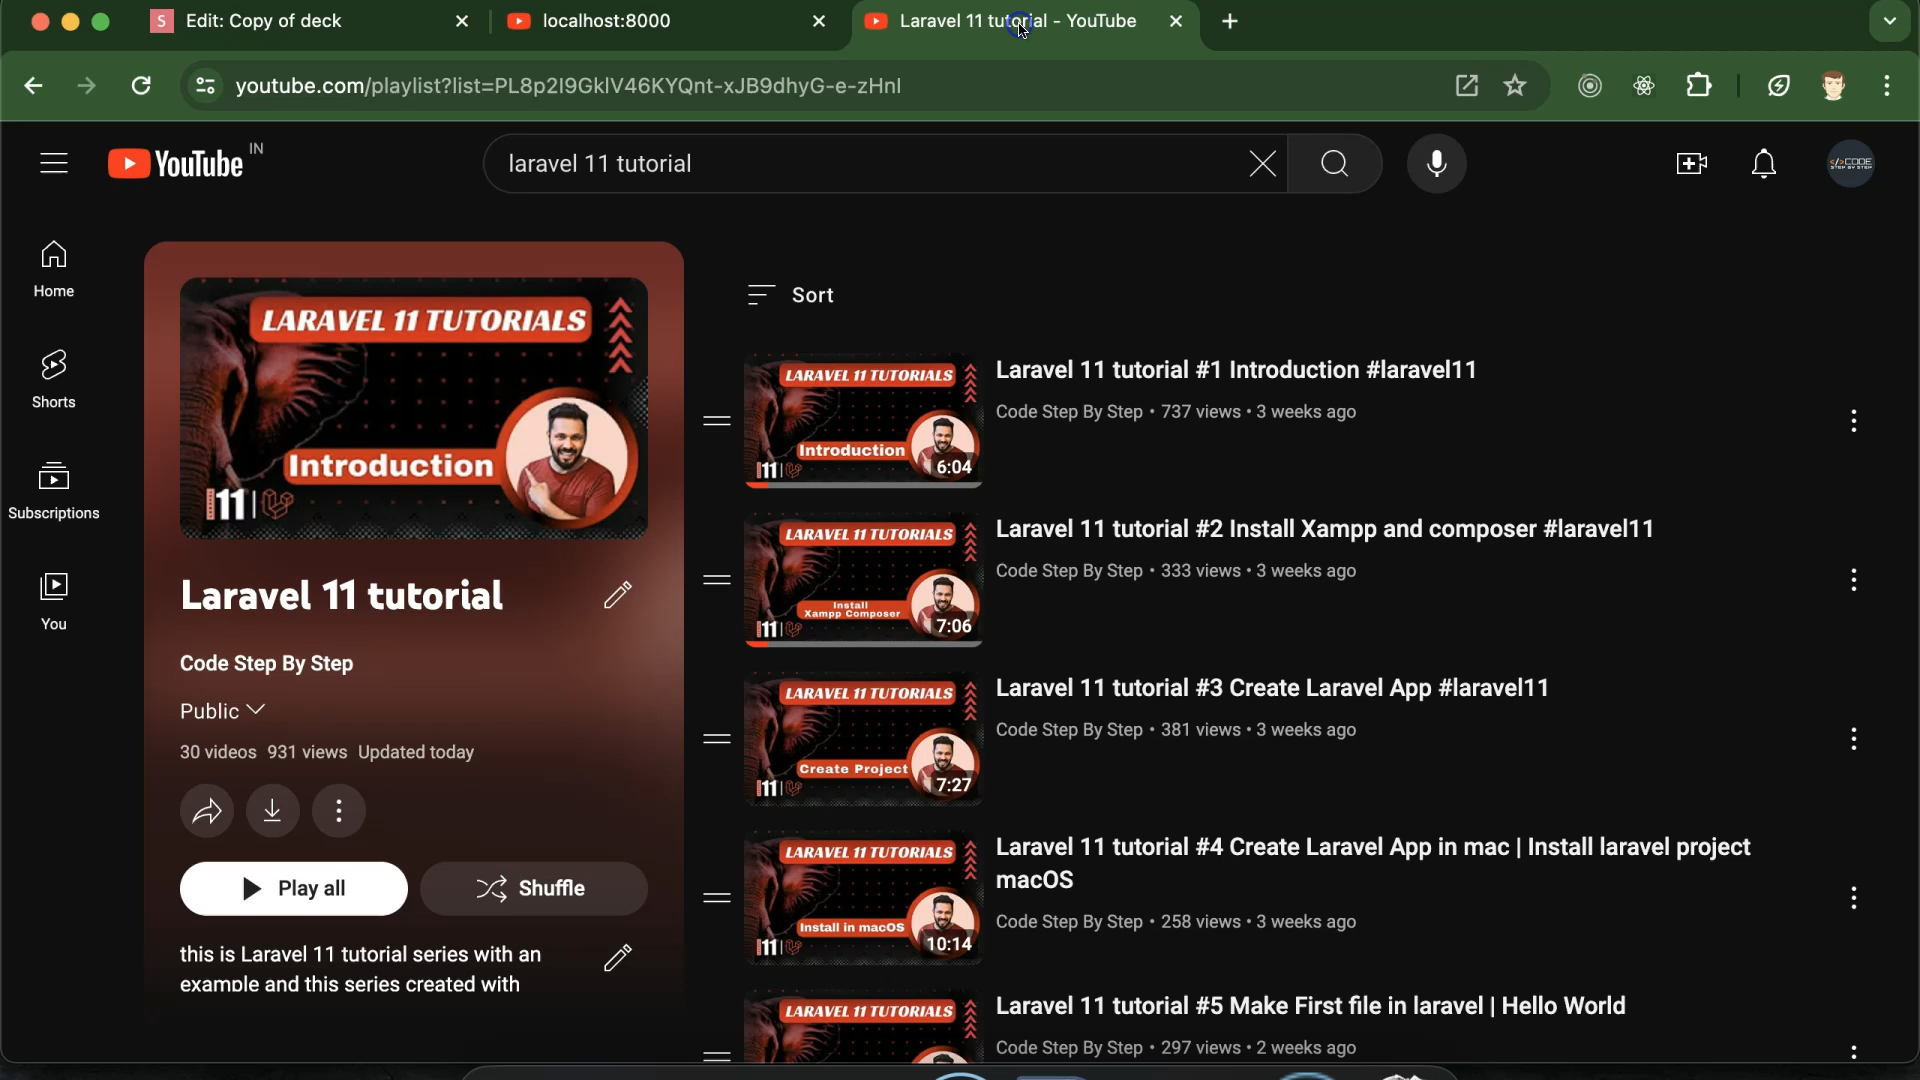 S Edit: Copy of deck
localhost:8000
Laravel 11 tutorial - YouTube
youtube.com/playlist?list=PL8p2I9GklV46KYQnt-xJB9dhyG-e-zHnl
YouTube IN
laravel 11 tutorial
</>CODE
STEP BY STEP
Home
Shorts
Subscriptions
You
LARAVEL 11 TUTORIALS
Introduction
11
Laravel 11 tutorial
Code Step By Step
Public
30 videos 931 views Updated today
Play all
Shuffle
this is Laravel 11 tutorial series with an
example and this series created with
Sort
LARAVEL 11 TUTORIALS
Introduction
11
6:04
Laravel 11 tutorial #1 Introduction #laravel11
Code Step By Step • 737 views • 3 weeks ago
LARAVEL 11 TUTORIALS
Install
Xampp Composer
11
7:06
Laravel 11 tutorial #2 Install Xampp and composer #laravel11
Code Step By Step • 333 views • 3 weeks ago
LARAVEL 11 TUTORIALS
Create Project
11
7:27
Laravel 11 tutorial #3 Create Laravel App #laravel11
Code Step By Step • 381 views • 3 weeks ago
LARAVEL 11 TUTORIALS
Install in macOS
11
10:14
Laravel 11 tutorial #4 Create Laravel App in mac | Install laravel project
macOS
Code Step By Step • 258 views • 3 weeks ago
LARAVEL 11 TUTORIALS
Laravel 11 tutorial #5 Make First file in laravel | Hello World
Code Step By Step • 297 views • 2 weeks ago